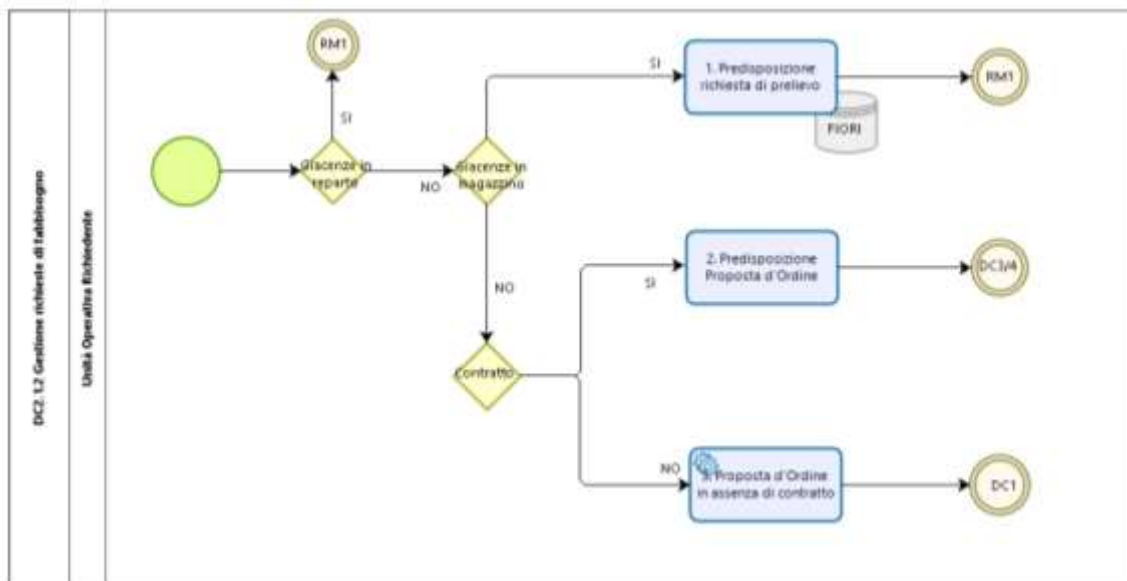 DC2. 1.2 Gestione richieste di fabbisogno
Unità Operativa Richiedente
RM1
SI
Giacenze in
reparto
NO
Giacenze in
magazzino
SI
1. Predisposizione
richiesta di prelievo
FIORI
RM1
NO
Contratto
SI
2. Predisposizione
Proposta d'Ordine
DC3/4
NO
3. Proposta d'Ordine
in assenza di contratto
DC1